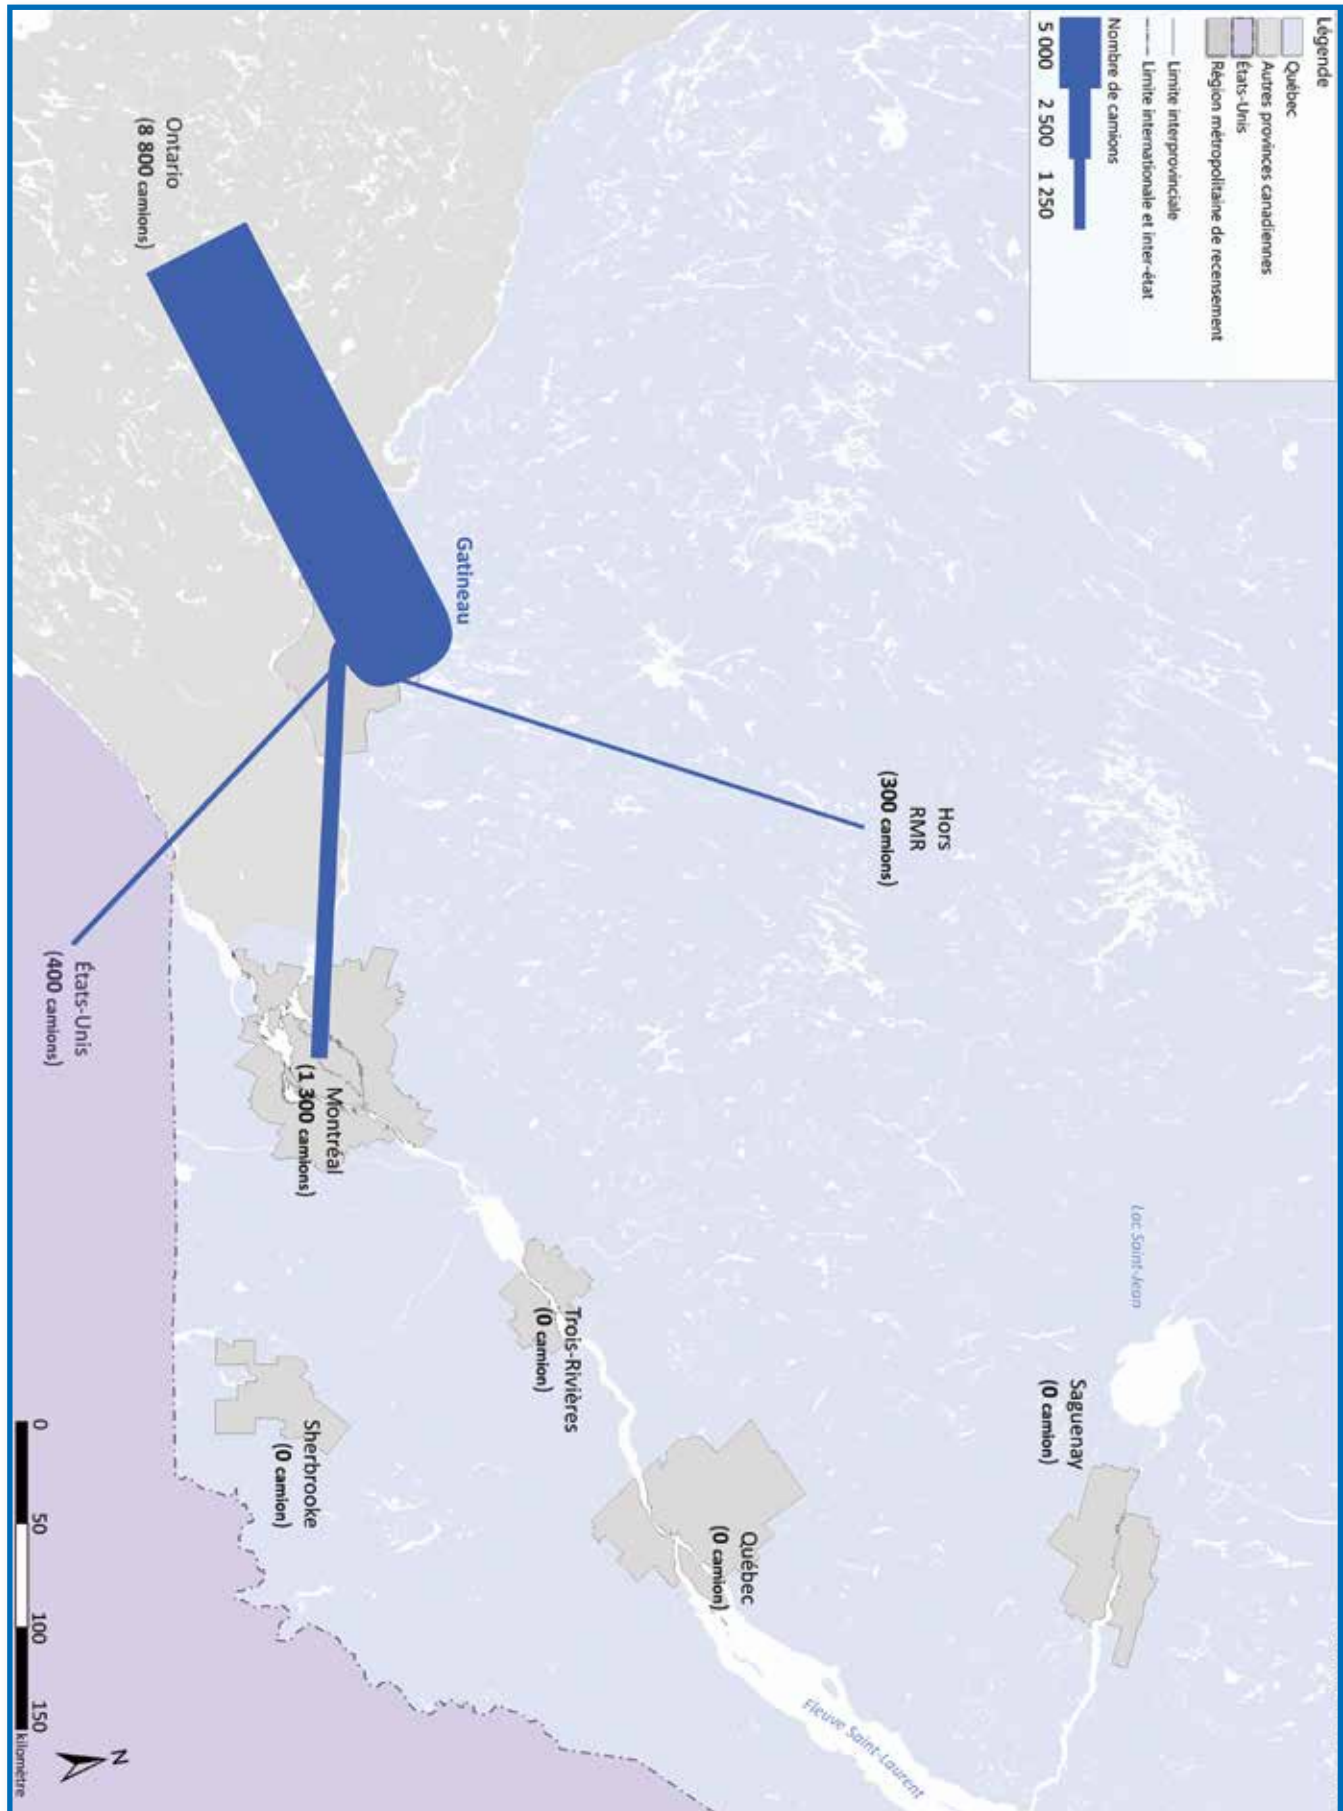 Légende
Québec
Autres provinces canadiennes
États-Unis
Région métropolitaine de recensement
Limite interprovinciale
Limite internationale et inter-état
Nombre de camions
5 000 2 500 1 250
Lac Saint-Jean
Saguenay
(0 camion)
Hors
RMR
(300 camions)
Fleuve Saint-Laurent
Québec
(0 camion)
Trois-Rivières
(0 camion)
Gatineau
Montréal
(1 300 camions)
Sherbrooke
(0 camion)
Ontario
(8 800 camions)
États-Unis
(400 camions)
N
0 50 100 150
kilomètre